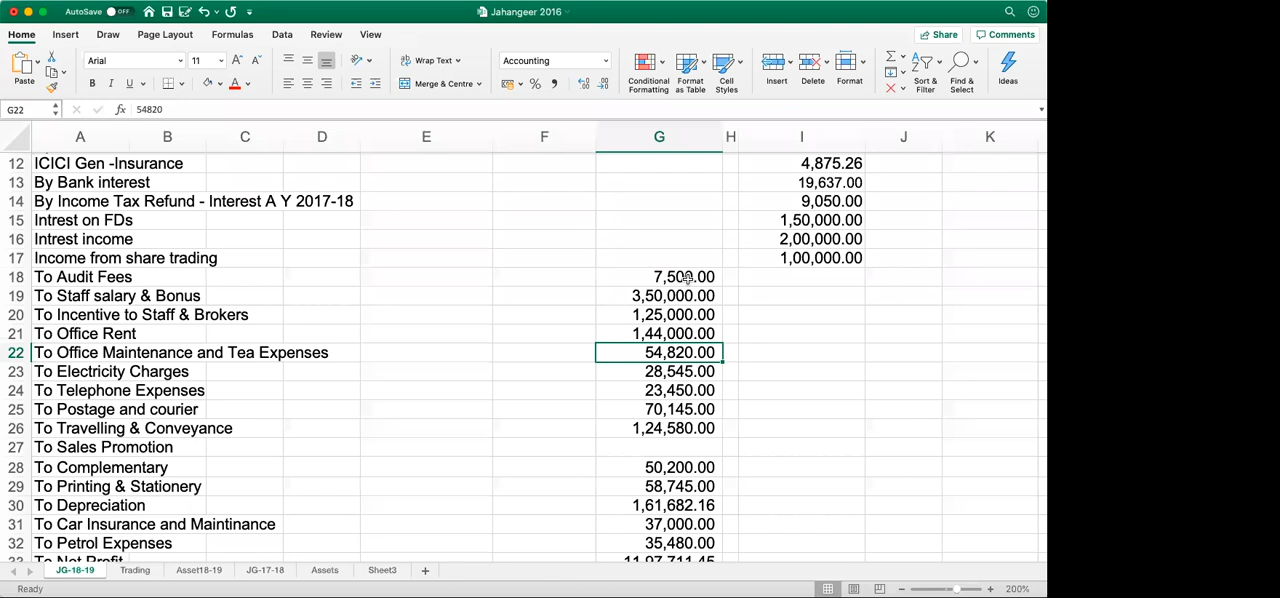 AutoSave OFF Jahangeer 2016
Home Insert Draw Page Layout Formulas Data Review View Share Comments
Paste Arial 11 A^ A˅ B I U A Wrap Text Merge & Centre Accounting % , Conditional Formatting Format as Table Cell Styles Insert Delete Format Sort & Filter Find & Select Ideas
G22 fx 54820
A B C D E F G H I J K
12 ICICI Gen -Insurance 4,875.26
13 By Bank interest 19,637.00
14 By Income Tax Refund - Interest A Y 2017-18 9,050.00
15 Intrest on FDs 1,50,000.00
16 Intrest income 2,00,000.00
17 Income from share trading 1,00,000.00
18 To Audit Fees 7,500.00
19 To Staff salary & Bonus 3,50,000.00
20 To Incentive to Staff & Brokers 1,25,000.00
21 To Office Rent 1,44,000.00
22 To Office Maintenance and Tea Expenses 54,820.00
23 To Electricity Charges 28,545.00
24 To Telephone Expenses 23,450.00
25 To Postage and courier 70,145.00
26 To Travelling & Conveyance 1,24,580.00
27 To Sales Promotion
28 To Complementary 50,200.00
29 To Printing & Stationery 58,745.00
30 To Depreciation 1,61,682.16
31 To Car Insurance and Maintinance 37,000.00
32 To Petrol Expenses 35,480.00
33 To Net Profit 11,97,711.45
JG-18-19 Trading Asset18-19 JG-17-18 Assets Sheet3 +
Ready 200%